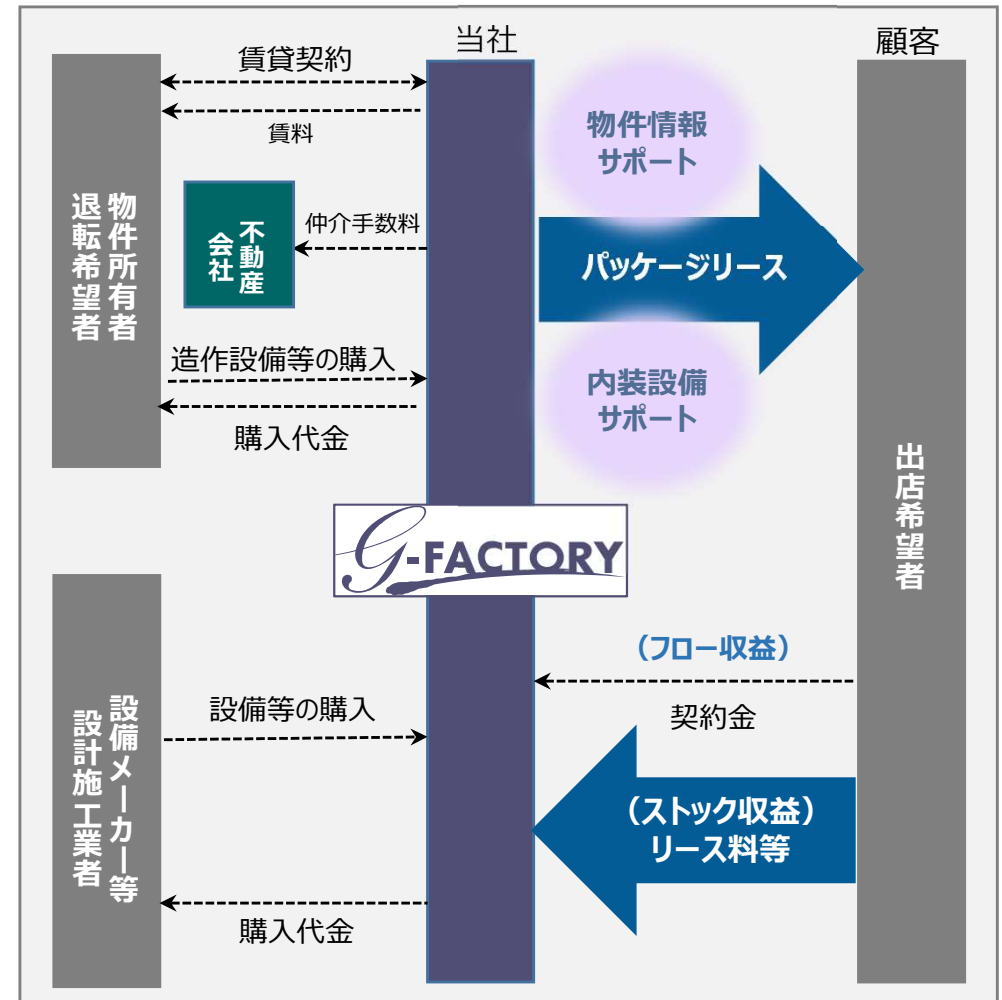 当社
顧客
賃貸契約
賃料
物件所有者
退転希望者
不動産
会社
仲介手数料
造作設備等の購入
購入代金
物件情報
サポート
パッケージリース
内装設備
サポート
出店希望者
G-FACTORY
設備メーカー等
設計施工業者
設備等の購入
購入代金
（フロー収益）
契約金
（ストック収益）
リース料等